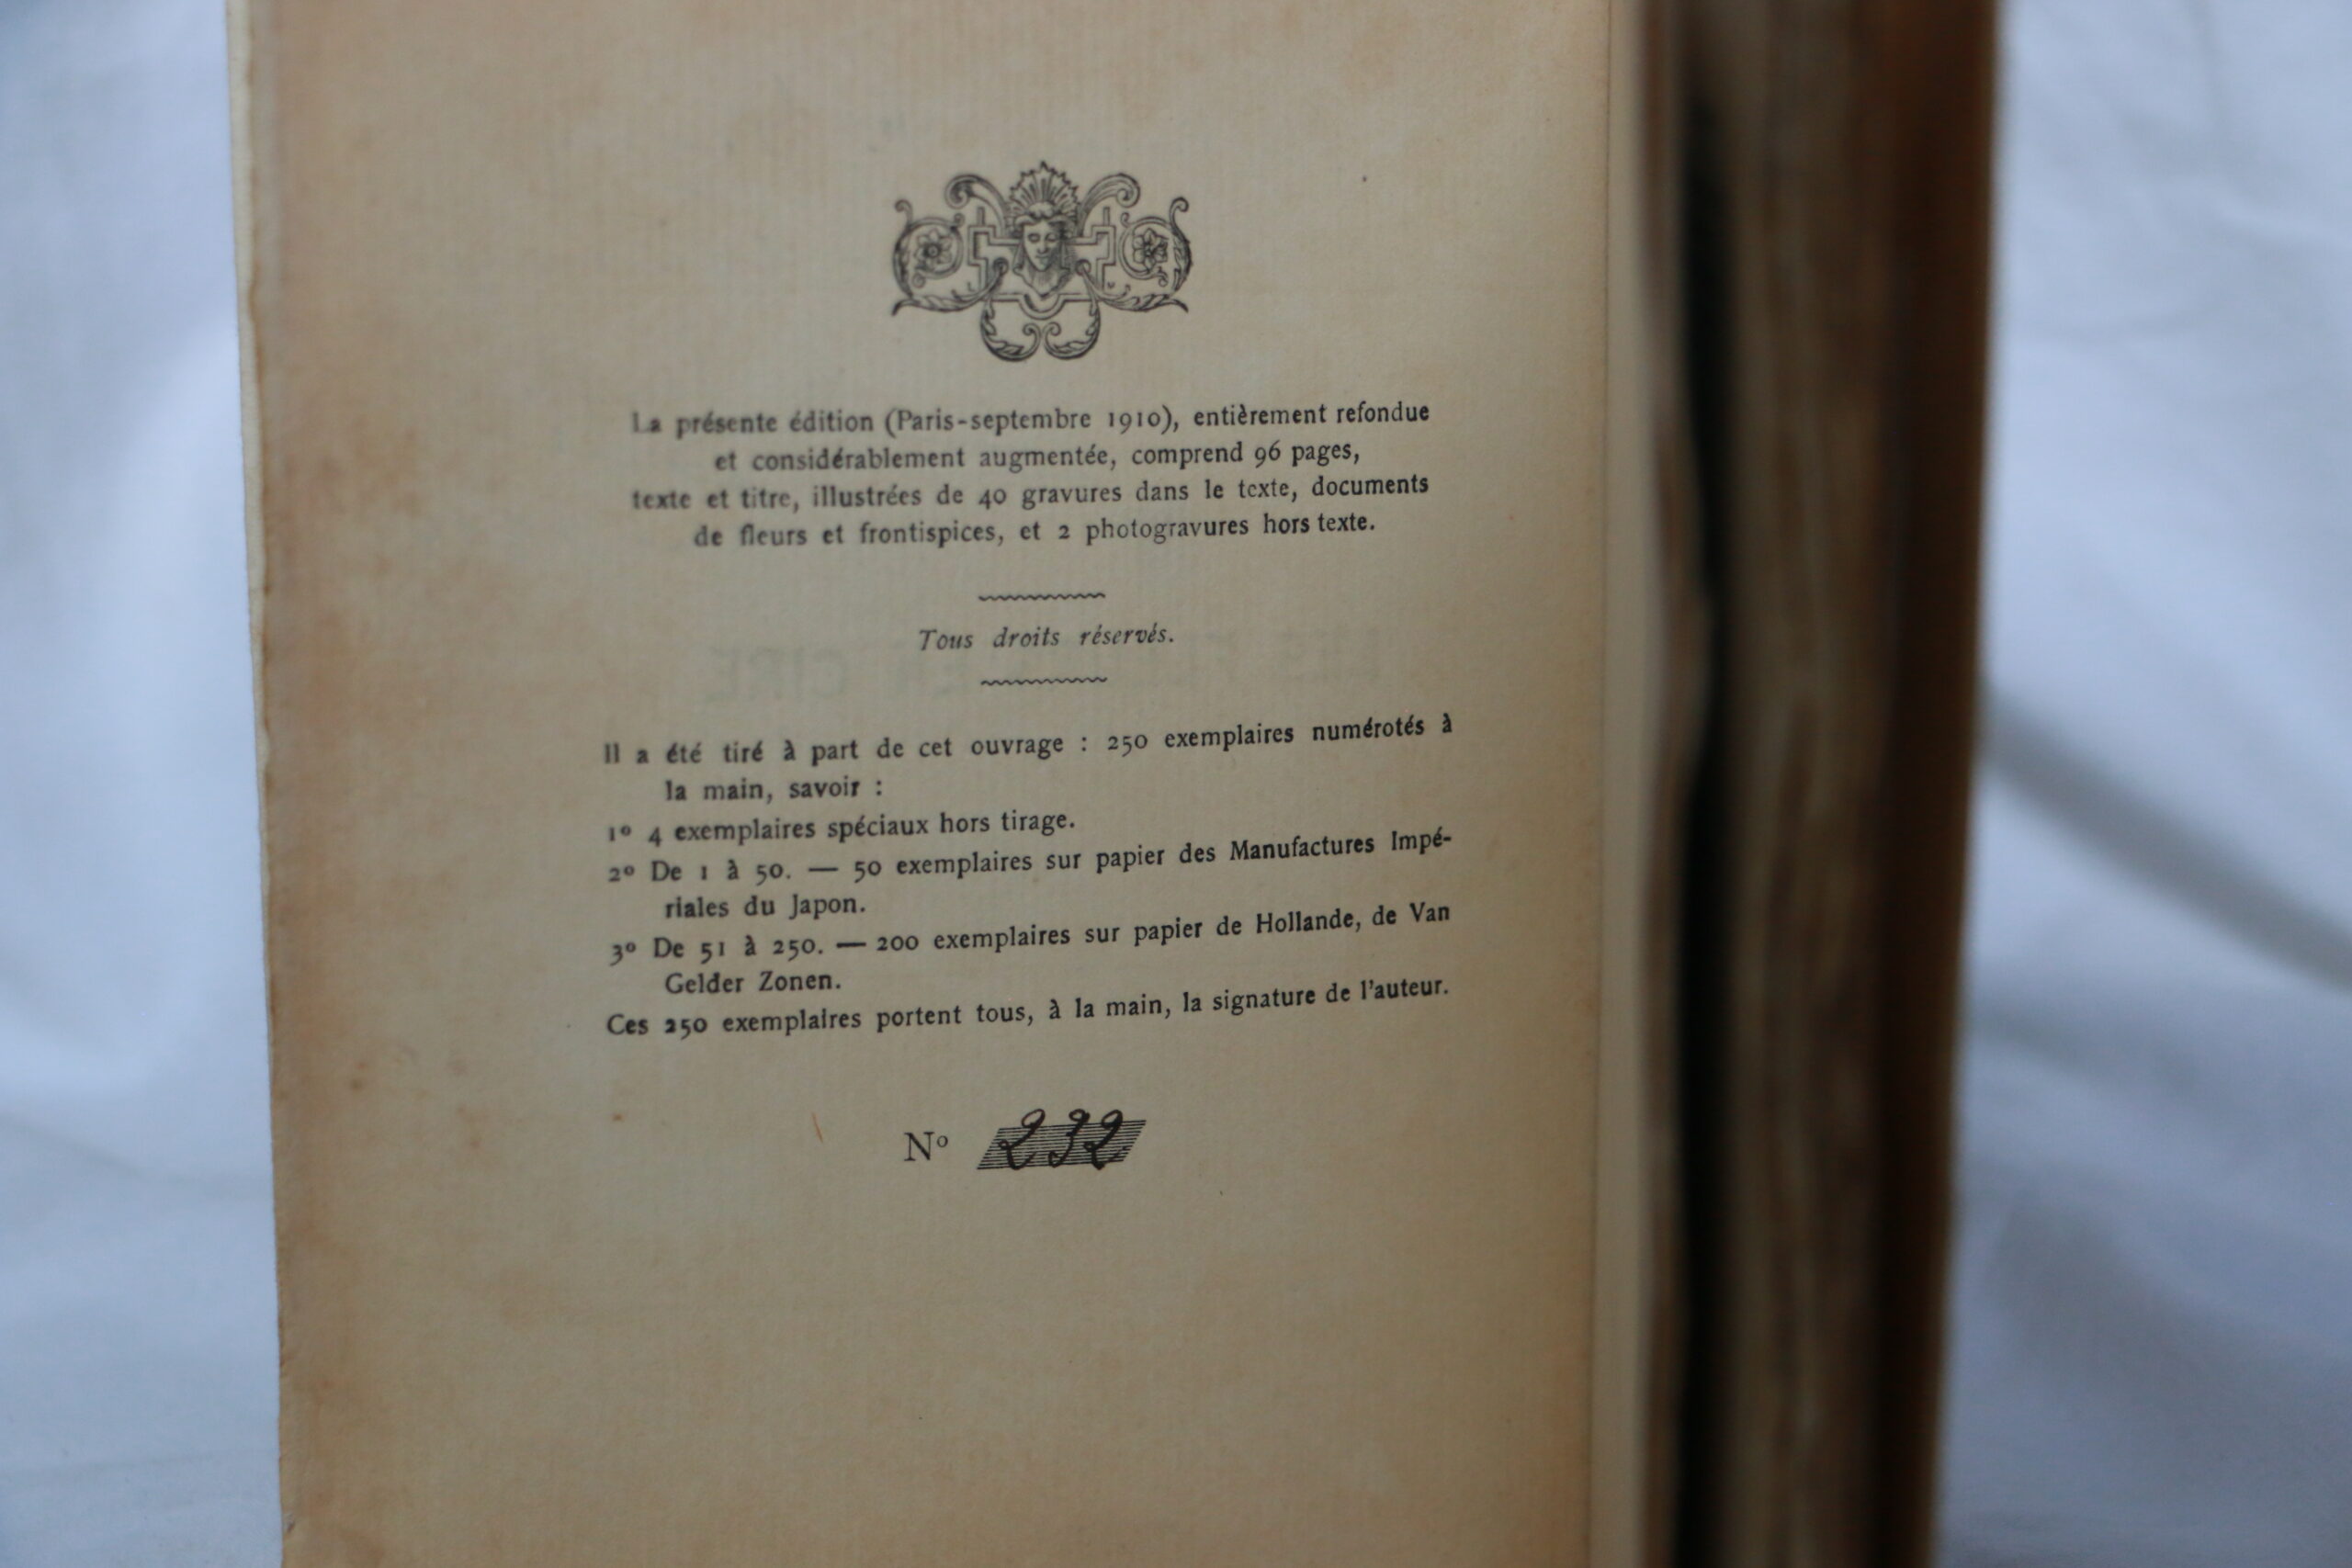 La présente édition (Paris-septembre 1910), entièrement refondue
et considérablement augmentée, comprend 96 pages,
texte et titre, illustrées de 40 gravures dans le texte, documents
de fleurs et frontispices, et 2 photogravures hors texte.
Tous droits réservés.
Il a été tiré à part de cet ouvrage : 250 exemplaires numérotés à
la main, savoir :
1º 4 exemplaires spéciaux hors tirage.
2º De 1 à 50. — 50 exemplaires sur papier des Manufactures Impé-
riales du Japon.
3º De 51 à 250. — 200 exemplaires sur papier de Hollande, de Van
Gelder Zonen.
Ces 250 exemplaires portent tous, à la main, la signature de l'auteur.
Nº 232